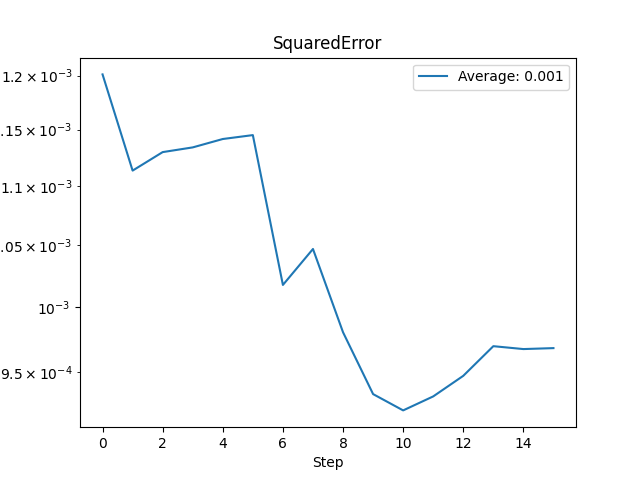 SquaredError
Average: 0.001
1.2 × 10⁻³
.15 × 10⁻³
1.1 × 10⁻³
.05 × 10⁻³
10⁻³
9.5 × 10⁻⁴
0 2 4 6 8 10 12 14
Step